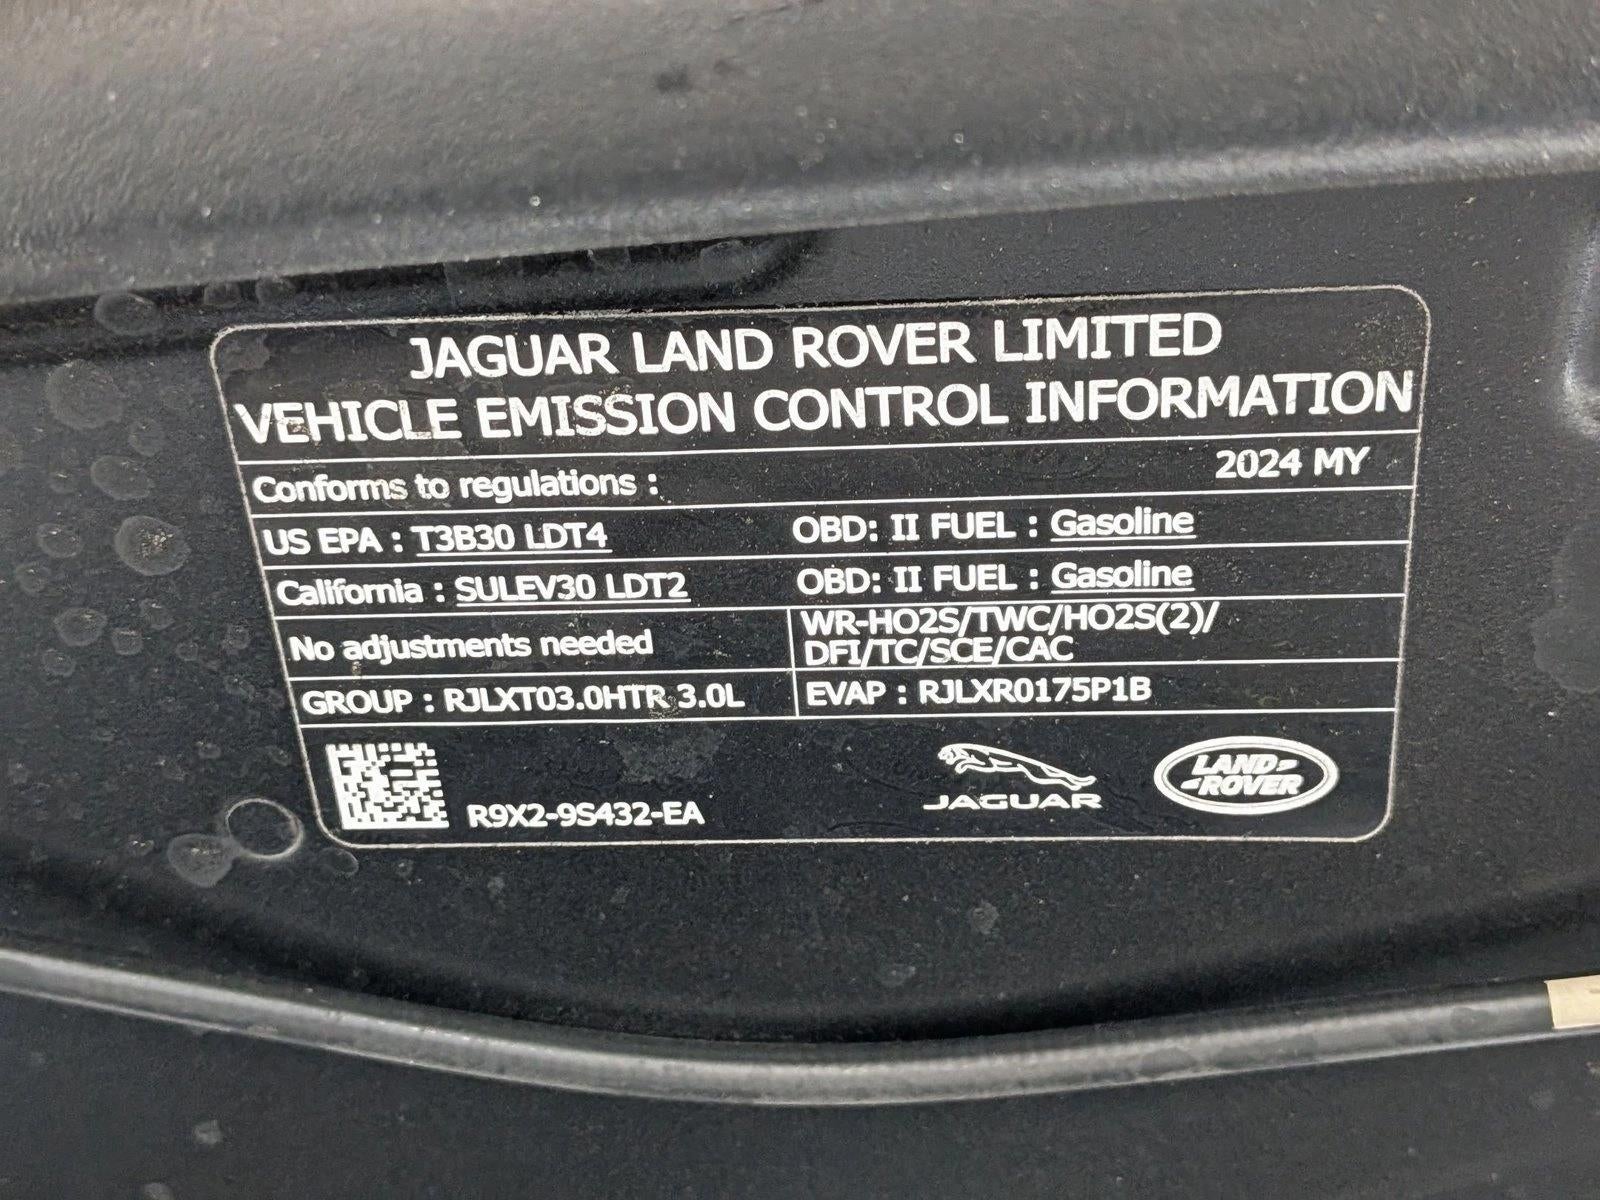 JAGUAR LAND ROVER LIMITED
VEHICLE EMISSION CONTROL INFORMATION
Conforms to regulations : 2024 MY
US EPA : T3B30 LDT4 OBD: II FUEL : Gasoline
California : SULEV30 LDT2 OBD: II FUEL : Gasoline
No adjustments needed
WR-HO2S/TWC/HO2S(2)/
DFI/TC/SCE/CAC
GROUP : RJLXT03.0HTR 3.0L EVAP : RJLXR0175P1B
R9X2-9S432-EA
JAGUAR
LAND
ROVER